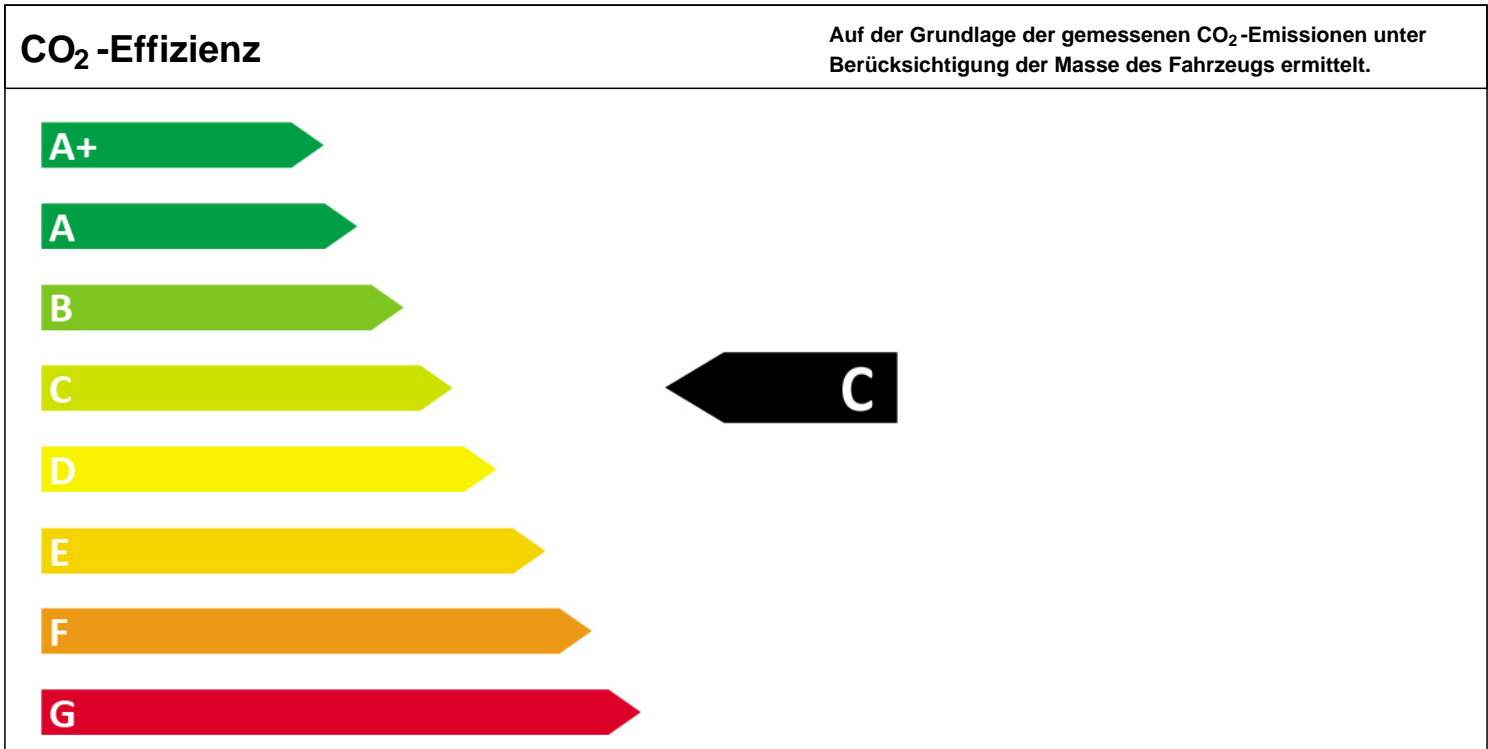 CO₂-Effizienz
Auf der Grundlage der gemessenen CO₂-Emissionen unter
Berücksichtigung der Masse des Fahrzeugs ermittelt.
A+
A
B
C
C
D
E
F
G